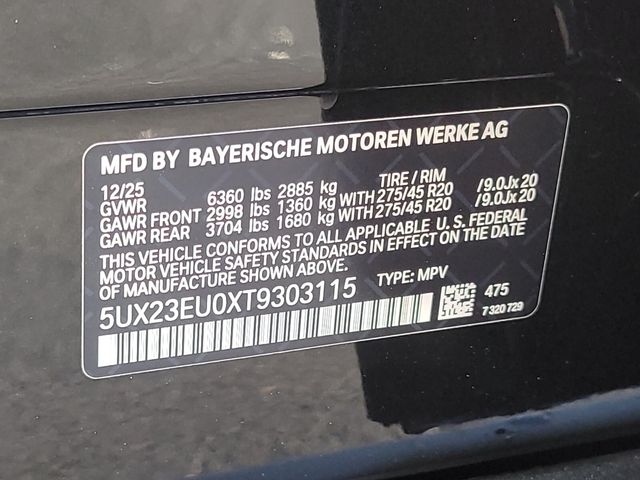 MFD BY BAYERISCHE MOTOREN WERKE AG
12/25 TIRE / RIM
GVWR 6360 lbs 2885 kg
GAWR FRONT 2998 lbs 1360 kg WITH 275/45 R20 /9.0Jx20
GAWR REAR 3704 lbs 1680 kg WITH 275/45 R20 /9.0Jx20
THIS VEHICLE CONFORMS TO ALL APPLICABLE U.S. FEDERAL
MOTOR VEHICLE SAFETY STANDARDS IN EFFECT ON THE DATE
OF MANUFACTURE SHOWN ABOVE. TYPE: MPV
5UX23EU0XT9303115 475
7 320 729